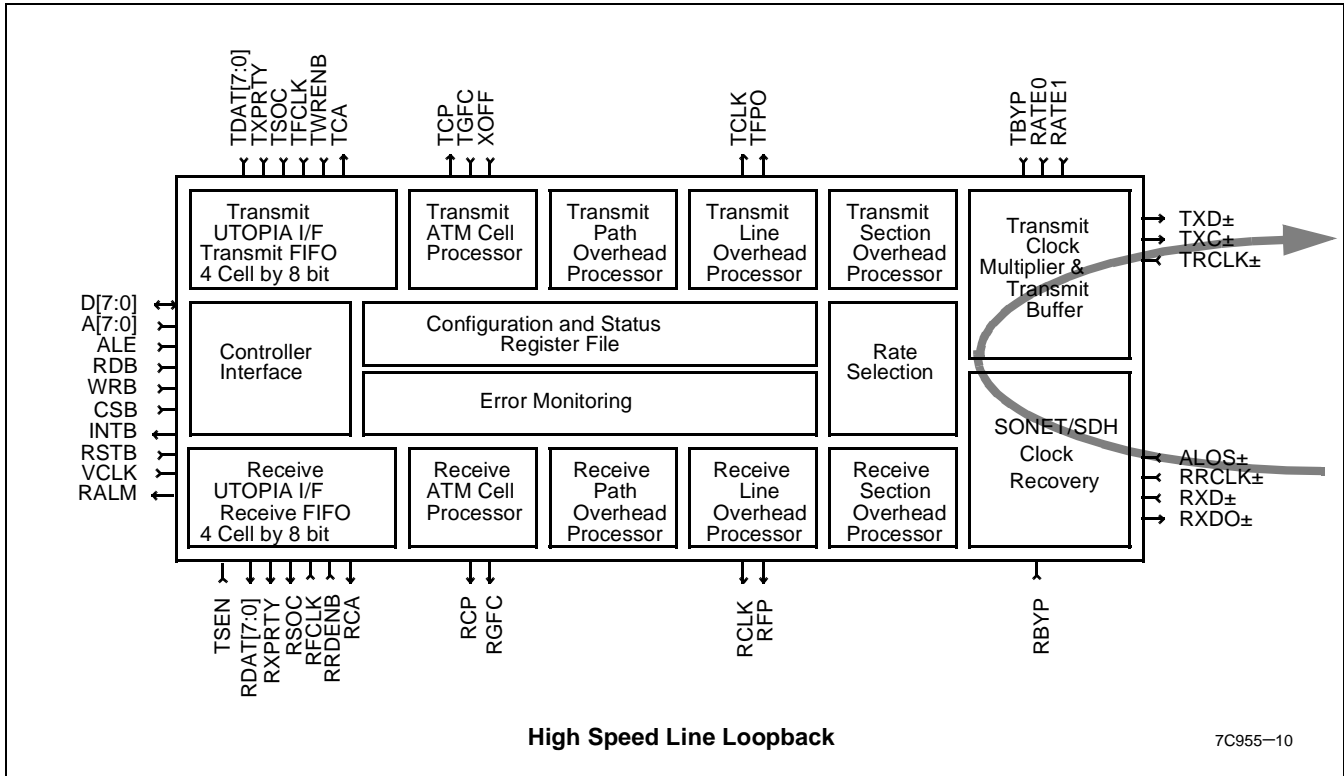 TDAT[7:0]
TXPRTY
TSOC
TFCLK
TWRENB
TCA
TCP
TGFC
XOFF
TCLK
TFPO
TBYP
RATE0
RATE1
Transmit
UTOPIA I/F
Transmit FIFO
4 Cell by 8 bit
Transmit
ATM Cell
Processor
Transmit
Path
Overhead
Processor
Transmit
Line
Overhead
Processor
Transmit
Section
Overhead
Processor
Transmit
Clock
Multiplier &
Transmit
Buffer
TXD±
TXC±
TRCLK±
D[7:0]
A[7:0]
ALE
RDB
WRB
CSB
INTB
RSTB
VCLK
RALM
Controller
Interface
Configuration and Status
Register File
Error Monitoring
Rate
Selection
SONET/SDH
Clock
Recovery
ALOS±
RRCLK±
RXD±
RXDO±
Receive
UTOPIA I/F
Receive FIFO
4 Cell by 8 bit
Receive
ATM Cell
Processor
Receive
Path
Overhead
Processor
Receive
Line
Overhead
Processor
Receive
Section
Overhead
Processor
TSEN
RDAT[7:0]
RXPRTY
RSOC
RFCLK
RRDENB
RCA
RCP
RGFC
RCLK
RFP
RBYP
High Speed Line Loopback
7C955–10